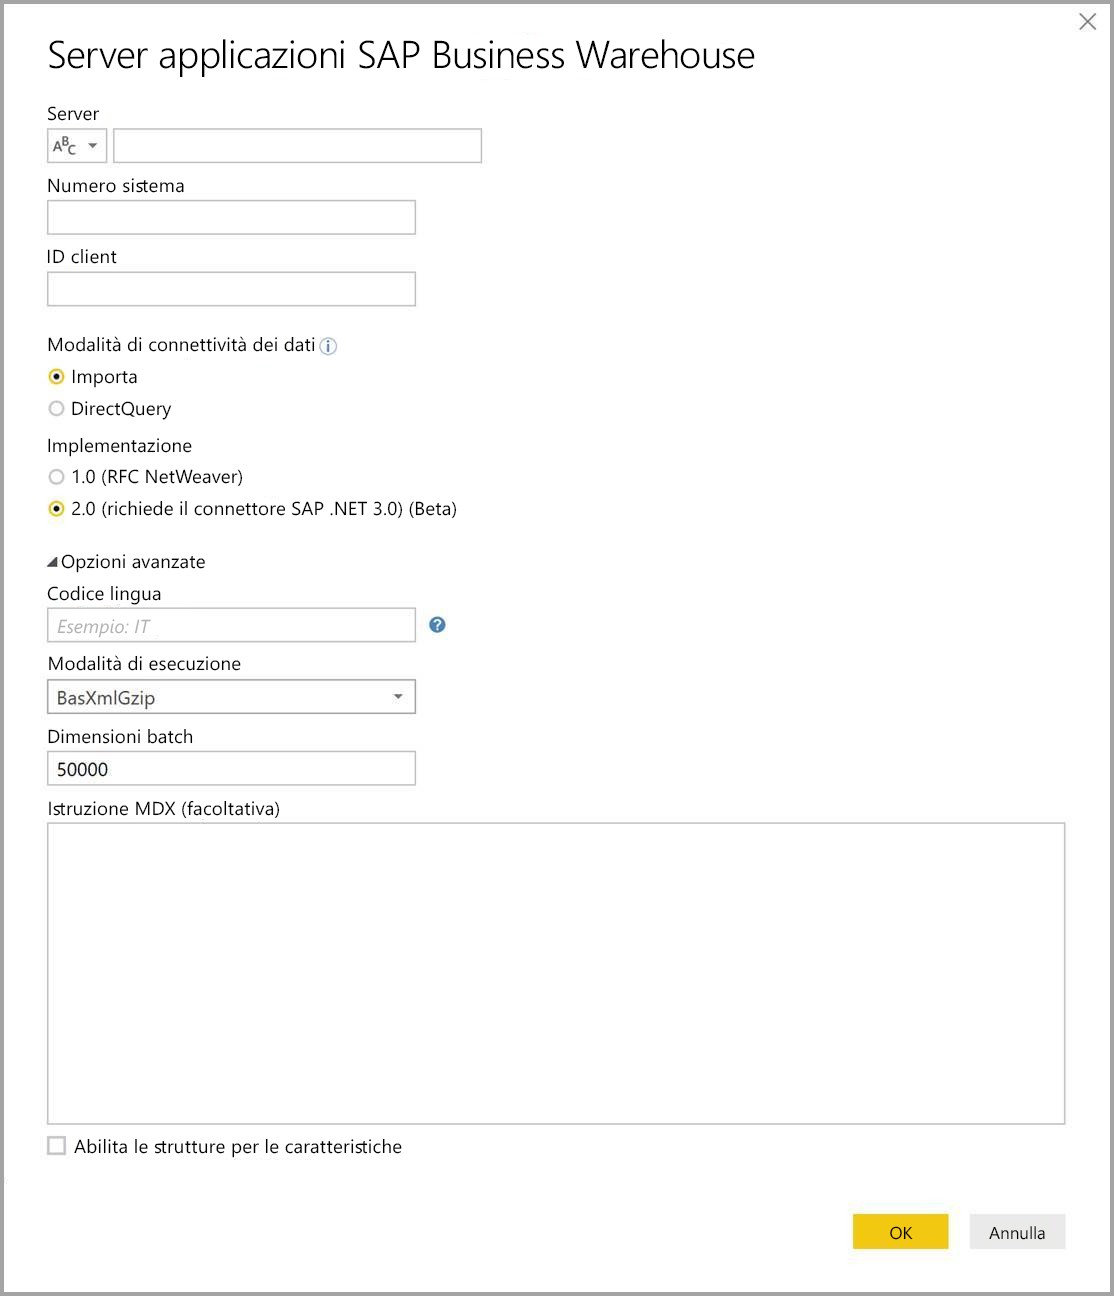 Server applicazioni SAP Business Warehouse
Server
ABC
Numero sistema
ID client
Modalità di connettività dei dati
Importa
DirectQuery
Implementazione
1.0 (RFC NetWeaver)
2.0 (richiede il connettore SAP .NET 3.0) (Beta)
Opzioni avanzate
Codice lingua
Esempio: IT
Modalità di esecuzione
BasXmlGzip
Dimensioni batch
50000
Istruzione MDX (facoltativa)
Abilita le strutture per le caratteristiche
OK Annulla